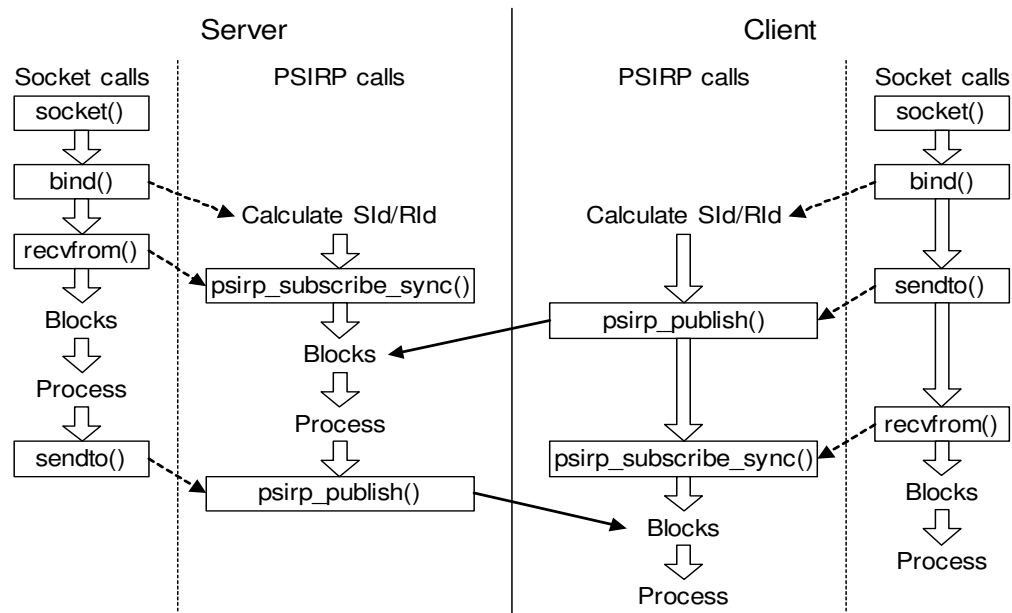 Server
Client
Socket calls
PSIRP calls
PSIRP calls
Socket calls
socket()
socket()
bind()
bind()
Calculate SId/RId
Calculate SId/RId
recvfrom()
psirp_subscribe_sync()
sendto()
Blocks
psirp_publish()
Blocks
Process
Process
recvfrom()
sendto()
psirp_subscribe_sync()
psirp_publish()
Blocks
Blocks
Process
Process